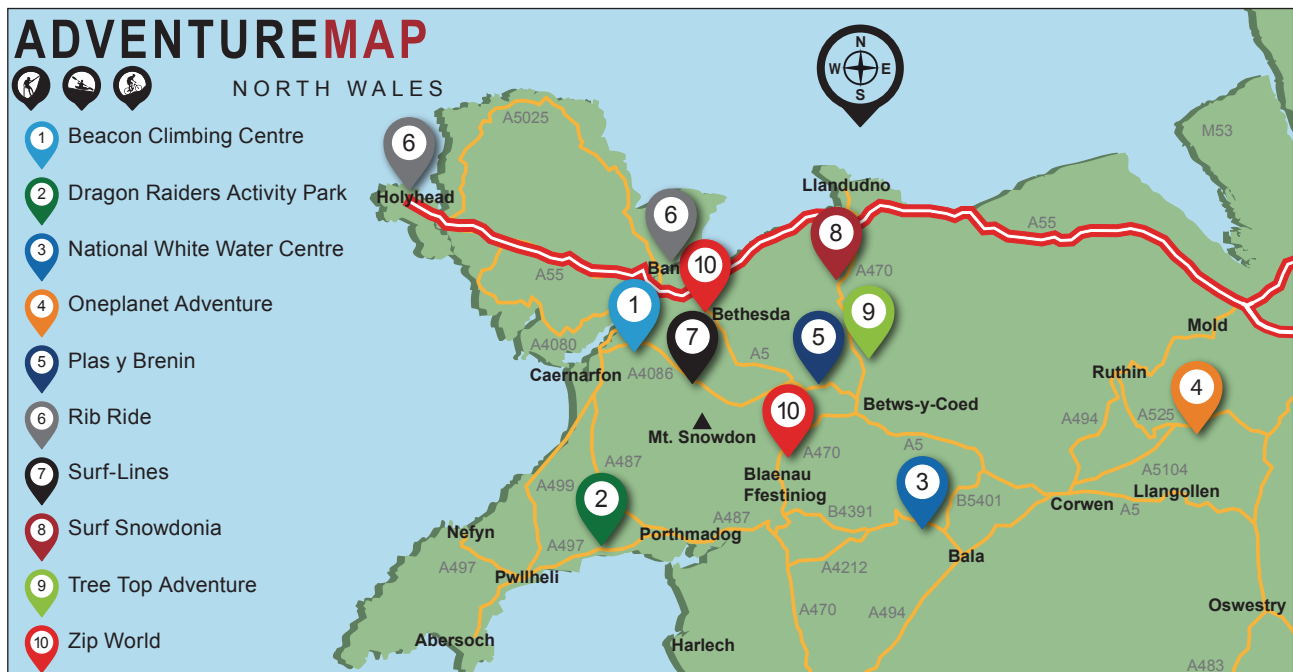 ADVENTUREMAP
NORTH WALES
1 Beacon Climbing Centre
2 Dragon Raiders Activity Park
3 National White Water Centre
4 Oneplanet Adventure
5 Plas y Brenin
6 Rib Ride
7 Surf-Lines
8 Surf Snowdonia
9 Tree Top Adventure
10 Zip World
N
W E
S
A5025
M53
6
Holyhead
Llandudno
6
A55
8
Ban
10
A55
A470
1
Bethesda
9
Mold
7
5
A4080
A5
Caernarfon
A4086
Ruthin
4
10
Betws-y-Coed
A494
A525
Mt. Snowdon
A470
A5
A487
A5104
Blaenau
Ffestiniog
3
A499
2
B5401
Llangollen
Corwen
A5
B4391
A487
Nefyn
Porthmadog
A497
Bala
A497
A4212
Pwllheli
A470
A494
Oswestry
Abersoch
Harlech
A483